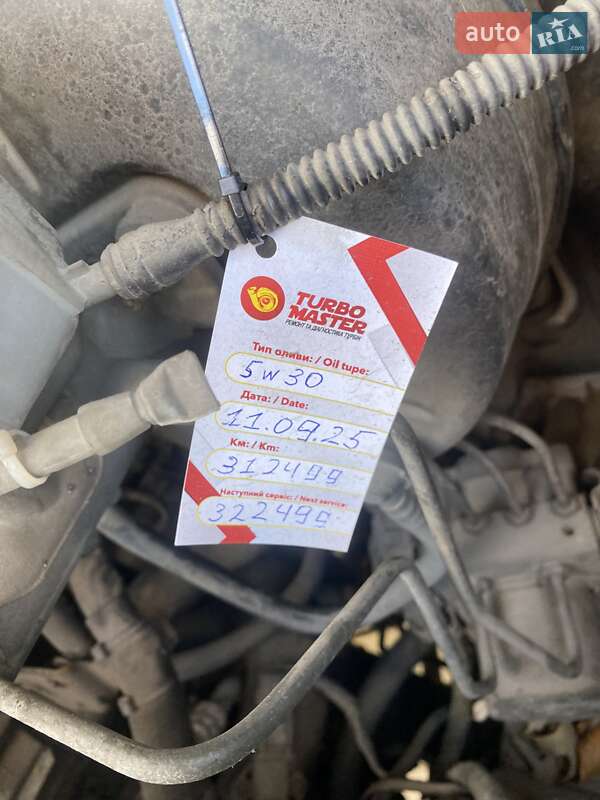 auto RIA .com
TURBO
MASTER
РЕМОНТ ТА ДІАГНОСТИКА ТУРБІН
Тип оливи: / Oil tupe:
5w30
Дата: / Date:
11.09.25
Км: / Km:
312499
Наступний сервіс: / Next service:
322499